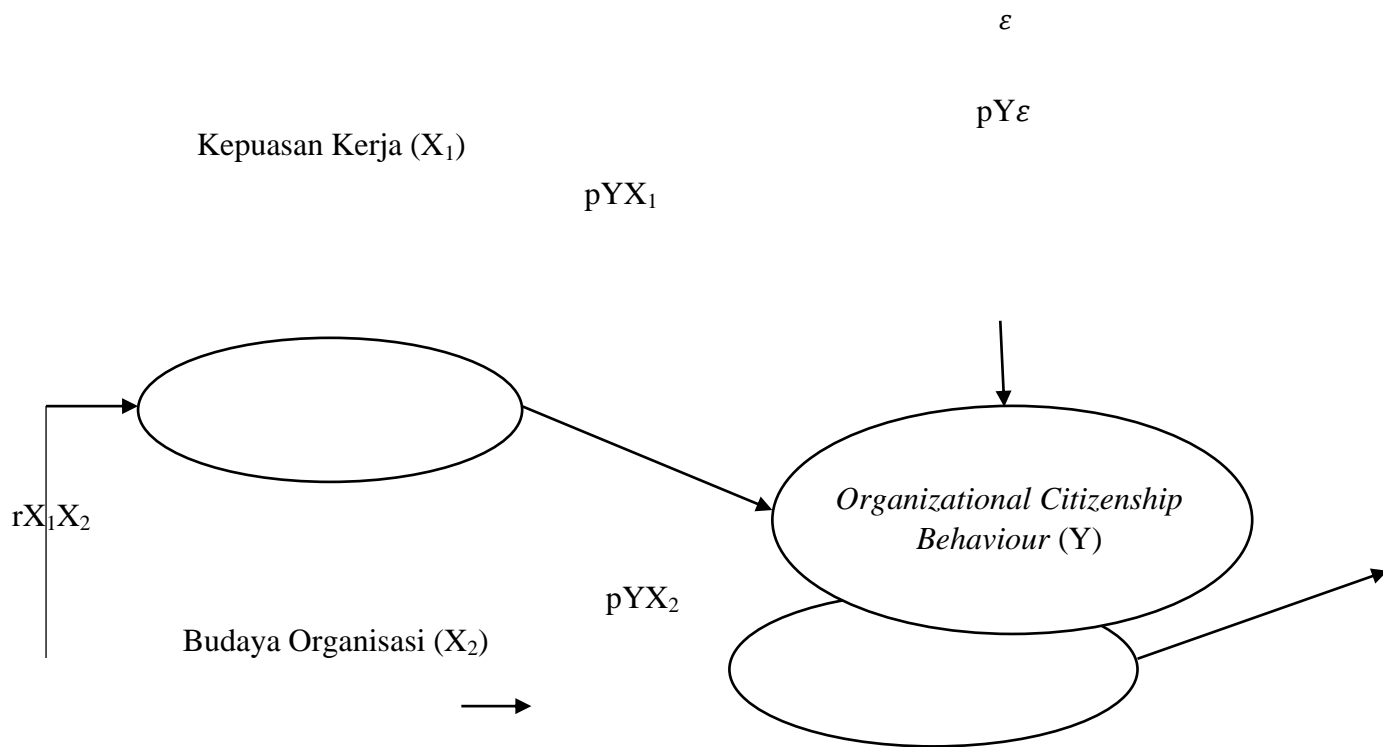 ε
pYε
Kepuasan Kerja (X₁)
pYX₁
rX₁X₂
Organizational Citizenship
Behaviour (Y)
pYX₂
Budaya Organisasi (X₂)